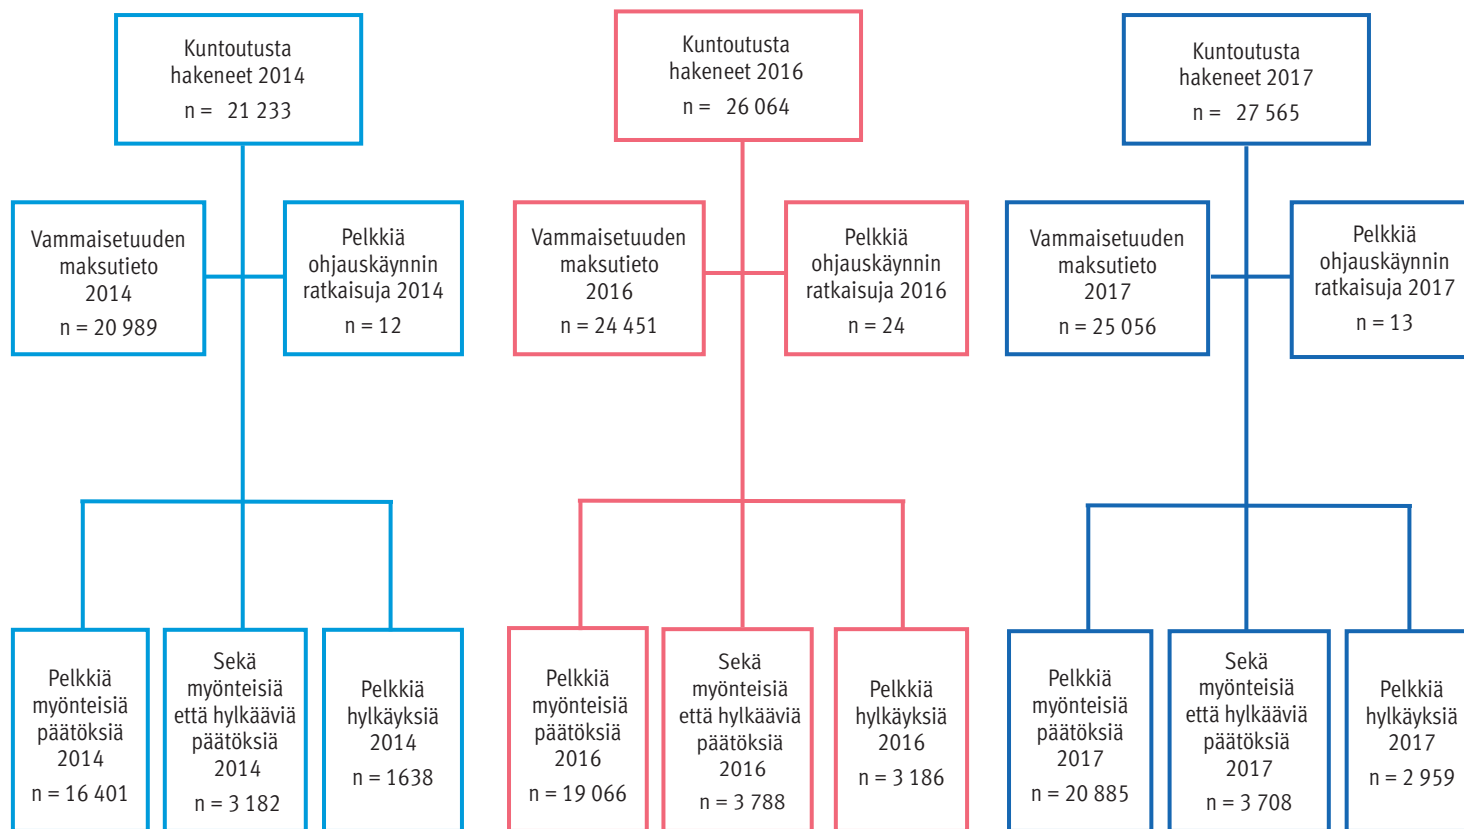 Kuntoutusta
hakeneet 2014
n = 21 233
Kuntoutusta
hakeneet 2016
n = 26 064
Kuntoutusta
hakeneet 2017
n = 27 565
Vammaisetuuden
maksutieto
2014
n = 20 989
Pelkkiä
ohjauskäynnin
ratkaisuja 2014
n = 12
Vammaisetuuden
maksutieto
2016
n = 24 451
Pelkkiä
ohjauskäynnin
ratkaisuja 2016
n = 24
Vammaisetuuden
maksutieto
2017
n = 25 056
Pelkkiä
ohjauskäynnin
ratkaisuja 2017
n = 13
Pelkkiä
myönteisiä
päätöksiä
2014
n = 16 401
Sekä
myönteisiä
että hylkääviä
päätöksiä
2014
n = 3 182
Pelkkiä
hylkäyksiä
2014
n = 1638
Pelkkiä
myönteisiä
päätöksiä
2016
n = 19 066
Sekä
myönteisiä
että hylkääviä
päätöksiä
2016
n = 3 788
Pelkkiä
hylkäyksiä
2016
n = 3 186
Pelkkiä
myönteisiä
päätöksiä
2017
n = 20 885
Sekä
myönteisiä
että hylkääviä
päätöksiä
2017
n = 3 708
Pelkkiä
hylkäyksiä
2017
n = 2 959